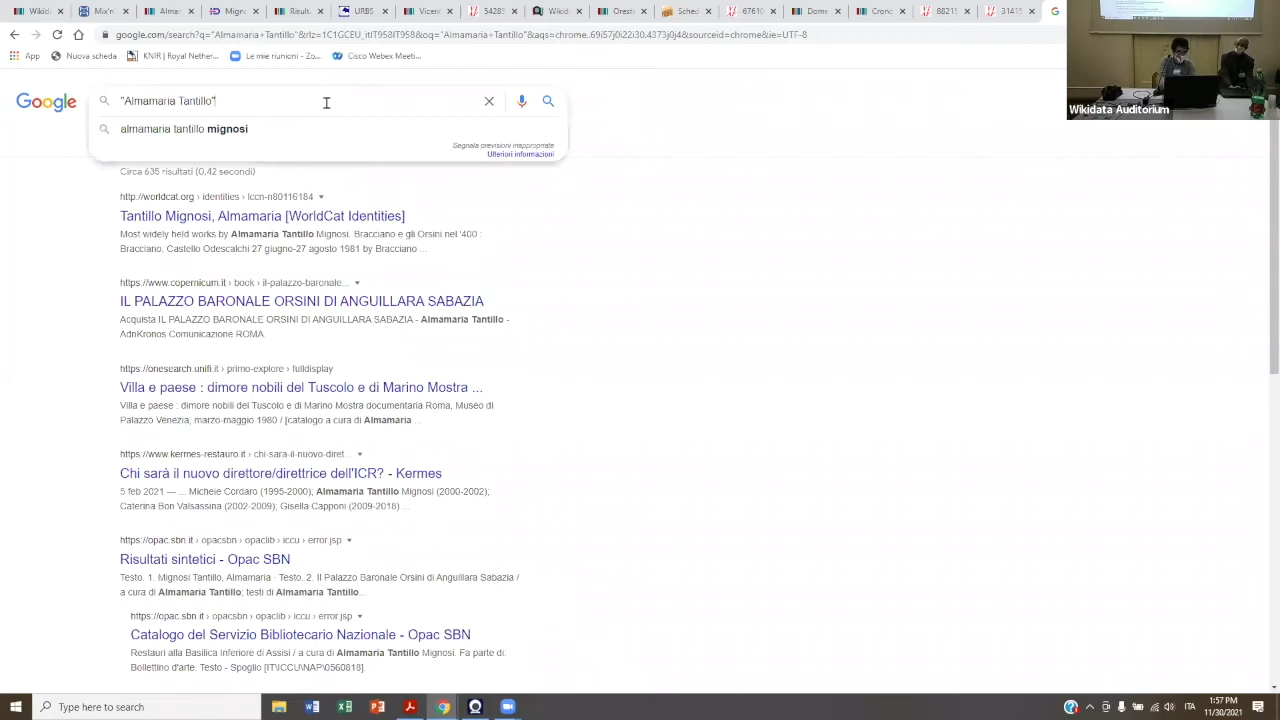 Wikid
Mix'n
Almar
Migno
Risulta
IRBS
Vicenti
54285
Wikid
67610
Dome
88215
31415
google.com/search?q="Almamaria+Tantillo"&rlz=1C1GCEU_itIT958IT958&
Tantillo"&aqs=chrome..69i57j0i22i30.4373j0j4&sourceid=chrome&ie=UTF-8
App
Nuova scheda
KNIR | Royal Nether...
Le mie riunioni - Zo...
Cisco Webex Meeti...
Wikidata Auditorium
Google
"Almamaria Tantillo"
almamaria tantillo mignosi
Segnala previsioni inappropriate
Ulteriori informazioni
Circa 635 risultati (0,42 secondi)
http://worldcat.org › identities › lccn-n80116184
Tantillo Mignosi, Almamaria [WorldCat Identities]
Most widely held works by Almamaria Tantillo Mignosi. Bracciano e gli Orsini nel '400 :
Bracciano, Castello Odescalchi 27 giugno-27 agosto 1981 by Bracciano ...
https://www.copernicum.it › book › il-palazzo-baronale...
IL PALAZZO BARONALE ORSINI DI ANGUILLARA SABAZIA
Acquista IL PALAZZO BARONALE ORSINI DI ANGUILLARA SABAZIA - Almamaria Tantillo -
AdnKronos Comunicazione ROMA.
https://onesearch.unifi.it › primo-explore › fulldisplay
Villa e paese : dimore nobili del Tuscolo e di Marino Mostra ...
Villa e paese : dimore nobili del Tuscolo e di Marino Mostra documentaria Roma, Museo di
Palazzo Venezia, marzo-maggio 1980 / [catalogo a cura di Almamaria ...
https://www.kermes-restauro.it › chi-sara-il-nuovo-diret...
Chi sarà il nuovo direttore/direttrice dell'ICR? - Kermes
5 feb 2021 — ... Michele Cordaro (1995-2000); Almamaria Tantillo Mignosi (2000-2002);
Caterina Bon Valsassina (2002-2009); Gisella Capponi (2009-2018) ...
https://opac.sbn.it › opacsbn › opaclib › iccu › error.jsp
Risultati sintetici - Opac SBN
Testo. 1. Mignosi Tantillo, Almamaria · Testo. 2. Il Palazzo Baronale Orsini di Anguillara Sabazia /
a cura di Almamaria Tantillo; testi di Almamaria Tantillo...
https://opac.sbn.it › opacsbn › opaclib › iccu › error.jsp
Catalogo del Servizio Bibliotecario Nazionale - Opac SBN
Restauri alla Basilica Inferiore di Assisi / a cura di Almamaria Tantillo Mignosi. Fa parte di:
Bollettino d'arte. Testo - Spoglio [IT\ICCU\NAP\0560818].
Type here to search
ITA
1:57 PM
11/30/2021